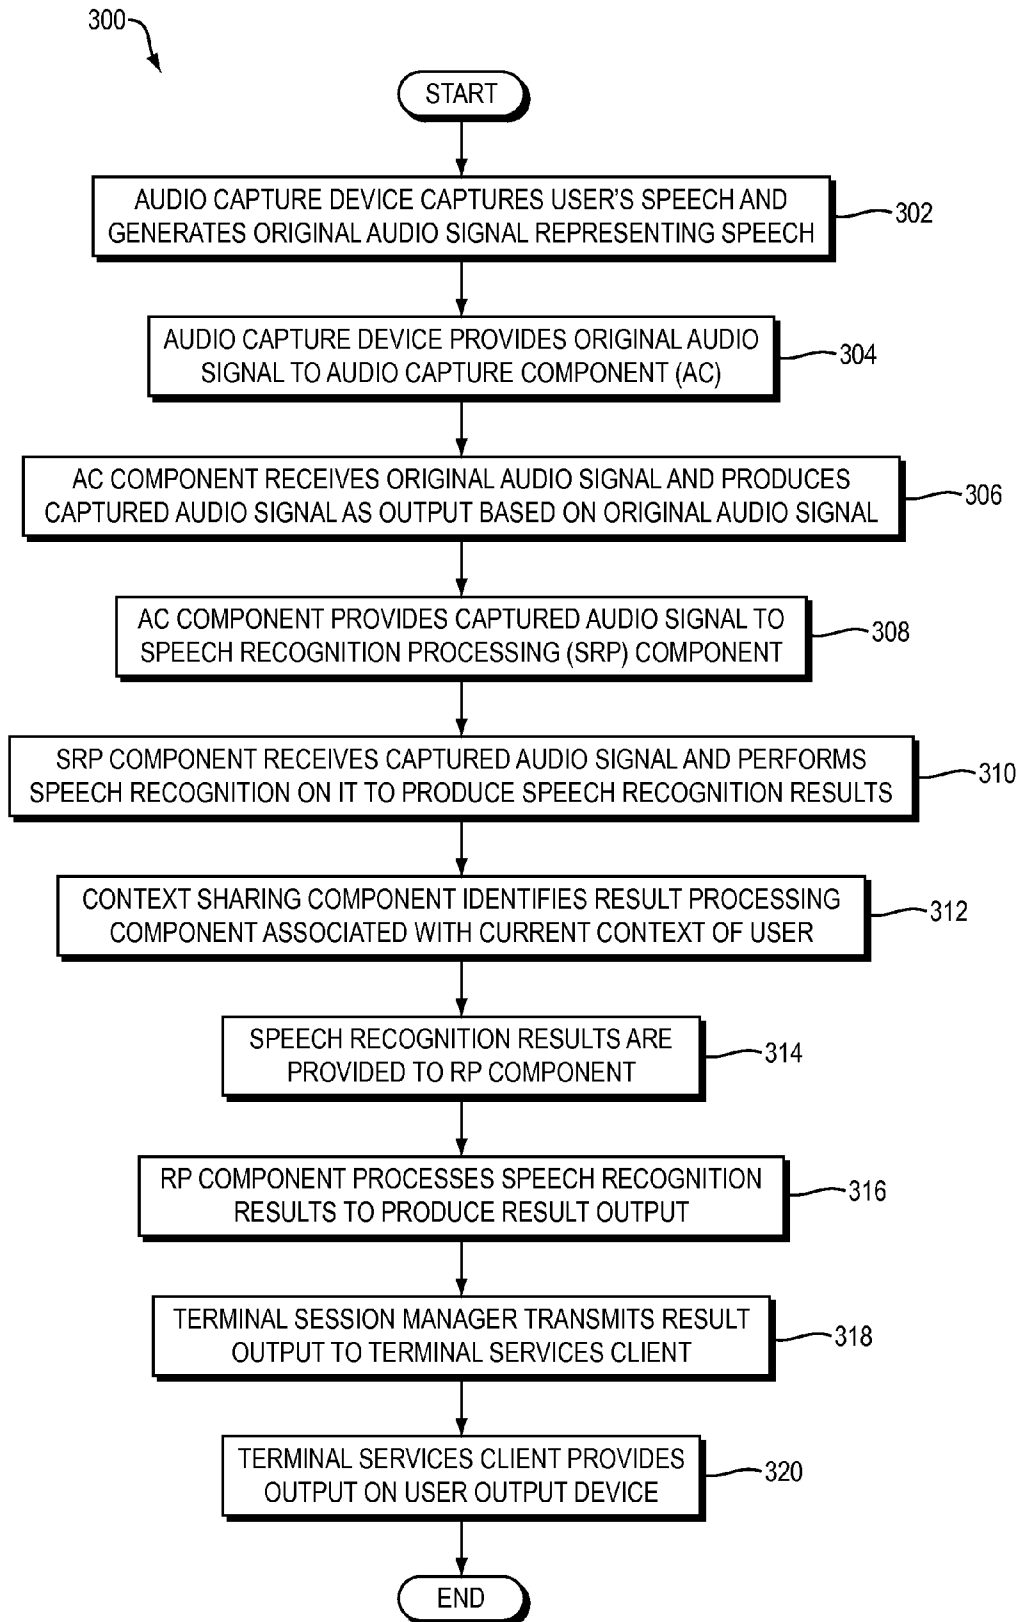 300
START
AUDIO CAPTURE DEVICE CAPTURES USER'S SPEECH AND
GENERATES ORIGINAL AUDIO SIGNAL REPRESENTING SPEECH
302
AUDIO CAPTURE DEVICE PROVIDES ORIGINAL AUDIO
SIGNAL TO AUDIO CAPTURE COMPONENT (AC)
304
AC COMPONENT RECEIVES ORIGINAL AUDIO SIGNAL AND PRODUCES
CAPTURED AUDIO SIGNAL AS OUTPUT BASED ON ORIGINAL AUDIO SIGNAL
306
AC COMPONENT PROVIDES CAPTURED AUDIO SIGNAL TO
SPEECH RECOGNITION PROCESSING (SRP) COMPONENT
308
SRP COMPONENT RECEIVES CAPTURED AUDIO SIGNAL AND PERFORMS
SPEECH RECOGNITION ON IT TO PRODUCE SPEECH RECOGNITION RESULTS
310
CONTEXT SHARING COMPONENT IDENTIFIES RESULT PROCESSING
COMPONENT ASSOCIATED WITH CURRENT CONTEXT OF USER
312
SPEECH RECOGNITION RESULTS ARE
PROVIDED TO RP COMPONENT
314
RP COMPONENT PROCESSES SPEECH RECOGNITION
RESULTS TO PRODUCE RESULT OUTPUT
316
TERMINAL SESSION MANAGER TRANSMITS RESULT
OUTPUT TO TERMINAL SERVICES CLIENT
318
TERMINAL SERVICES CLIENT PROVIDES
OUTPUT ON USER OUTPUT DEVICE
320
END